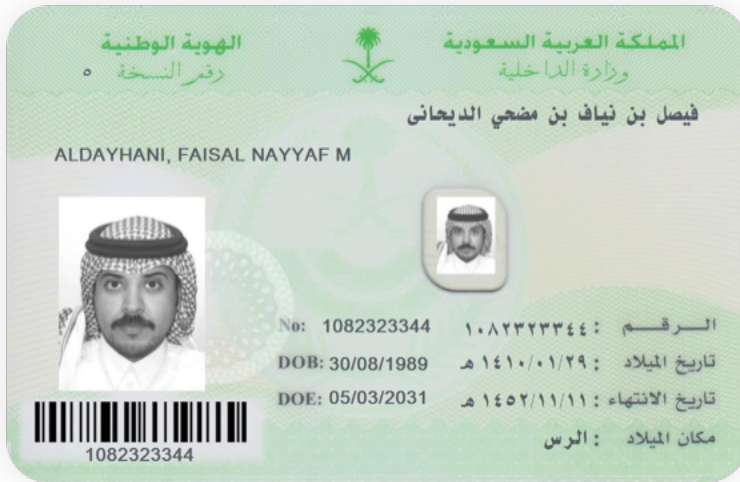 المملكة العربية السعودية
وزارة الداخلية
الهوية الوطنية
رقم النسخة ٥
فيصل بن نياف بن مضحي الديحانى
ALDAYHANI, FAISAL NAYYAF M
الـرقـم : ١٠٨٢٣٢٣٣٤٤ No: 1082323344
تاريخ الميلاد : ١٤١٠/٠١/٢٩ هـ DOB: 30/08/1989
تاريخ الانتهاء : ١٤٥٢/١١/١١ هـ DOE: 05/03/2031
مكان الميلاد : الرس
1082323344